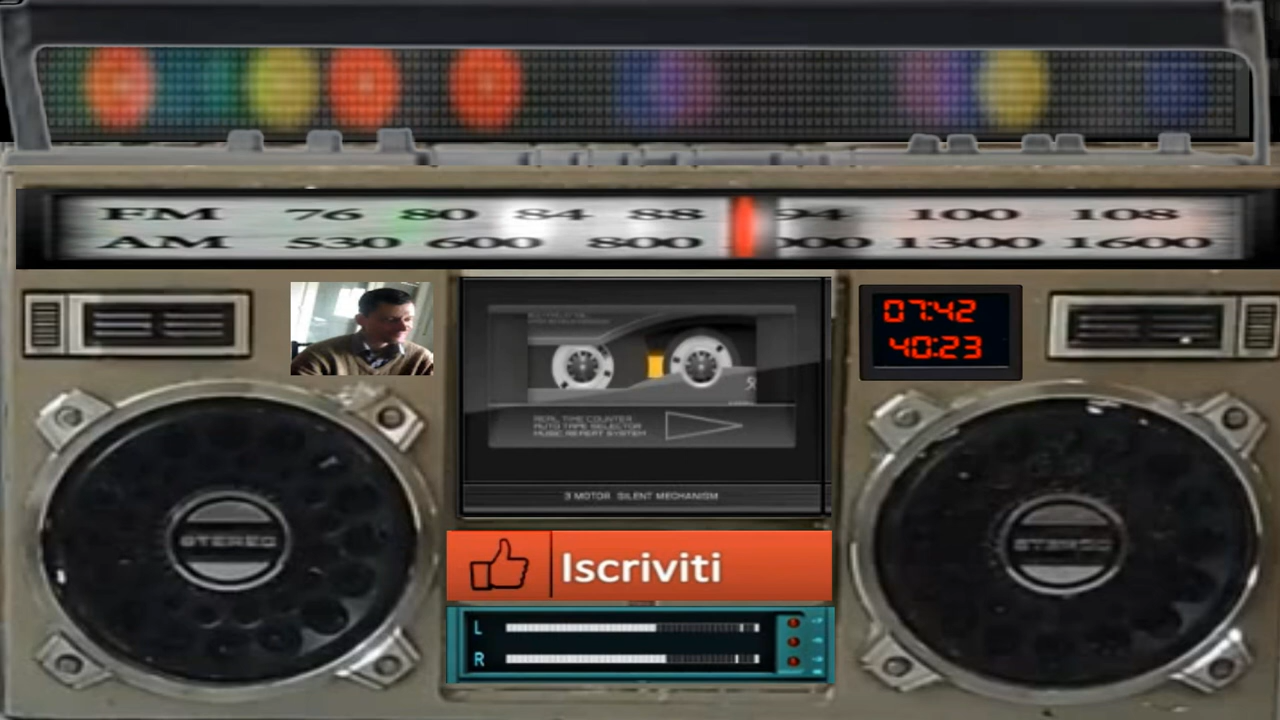 FM 76 80 84 88 94 100 108
AM 530 600 800 000 1300 1600
07:42
40:23
REAL TIME COUNTER
AUTO TAPE SELECTOR
MUSIC REPEAT SYSTEM
3 MOTOR SILENT MECHANISM
STEREO
STEREO
Iscriviti
L
R